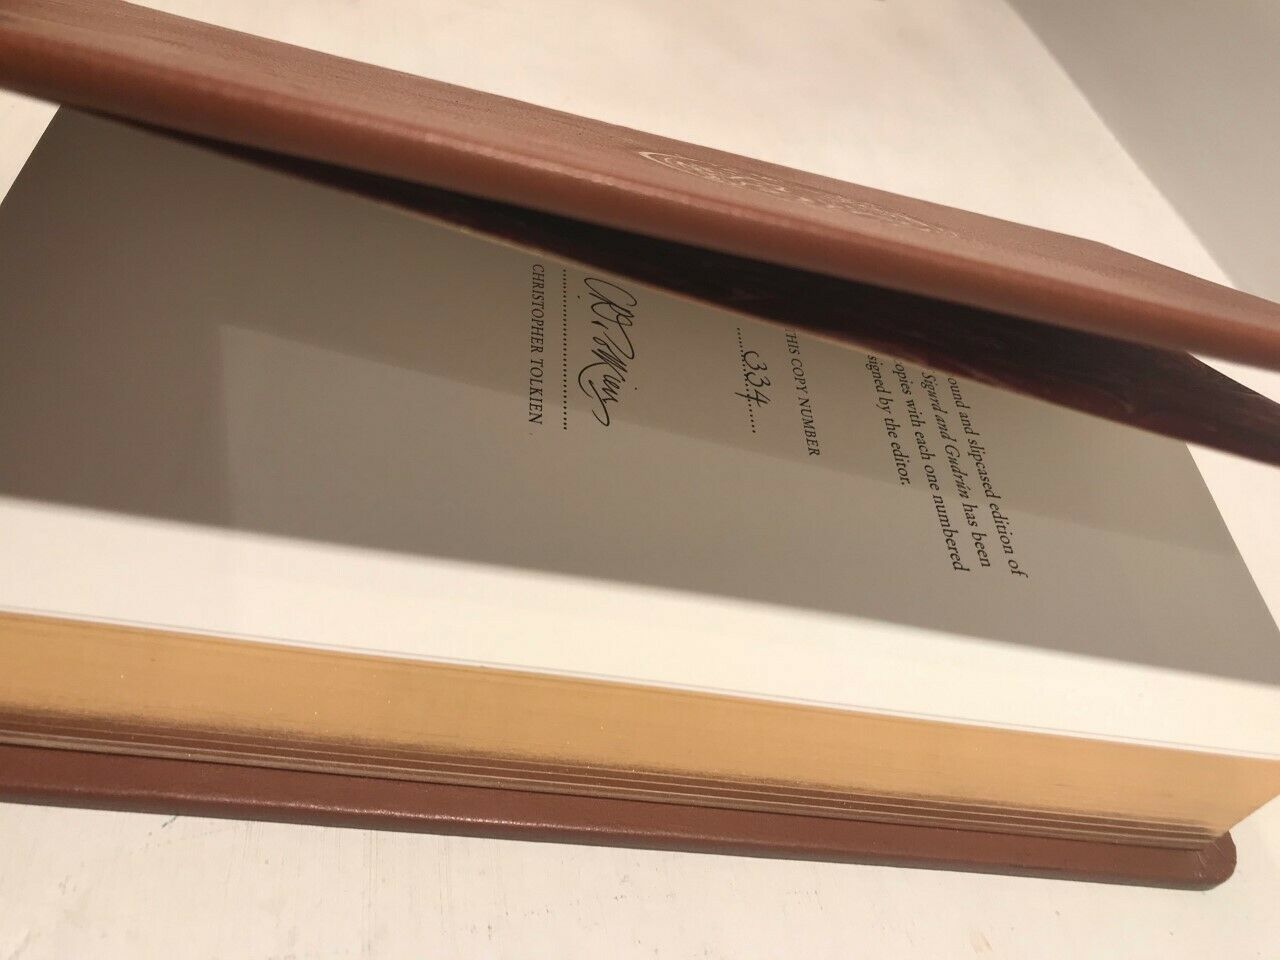 ound and slipcased edition of
Sigurd and Gudrún has been
opies with each one numbered
signed by the editor.
THIS COPY NUMBER
334
CHRISTOPHER TOLKIEN